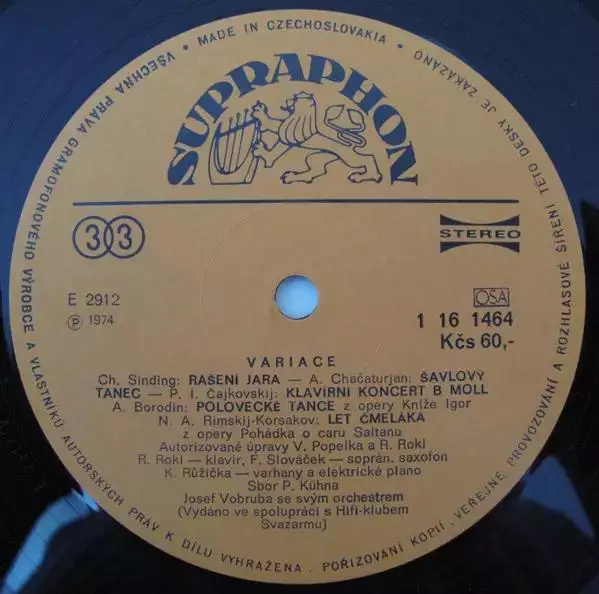 • MADE IN CZECHOSLOVAKIA •
VŠECHNA PRÁVA GRAMOFONOVÉHO VÝROBCE A VLASTNÍKŮ AUTORSKÝCH PRÁV K DÍLU VYHRAŽENA. POŘIZOVÁNÍ KOPIÍ, VEŘEJNÉ PROVOZOVÁNÍ A ROZHLASOVÉ ŠÍŘENÍ TÉTO DESKY JE ZAKÁZÁNO
SUPRAPHON
33
STEREO
E 2912
OSA
Ⓟ 1974
1 16 1464
Kčs 60,-
VARIACE
Ch. Sinding: RAŠENÍ JARA — A. Chačaturjan: ŠAVLOVÝ
TANEC — P. I. Čajkovskij: KLAVÍRNÍ KONCERT B MOLL
A. Borodin: POLOVECKÉ TANCE z opery Kníže Igor
N. A. Rimskij-Korsakov: LET ČMELÁKA
z opery Pohádka o caru Saltanu
Autorizované úpravy V. Popelka a R. Rokl
R. Rokl — klavír, F. Slováček — soprán. saxofon
K. Růžička — varhany a elektrické piano
Sbor P. Kühna
Josef Vobruba se svým orchestrem
(Vydáno ve spolupráci s Hifi-klubem
Svazarmu)